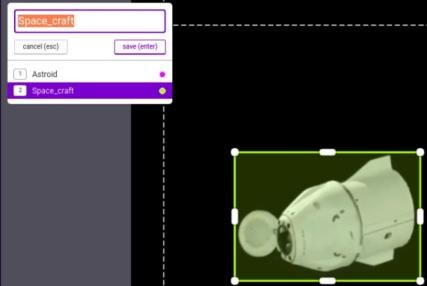 Space_craft
cancel (esc)
save (enter)
1 Astroid
2 Space_craft